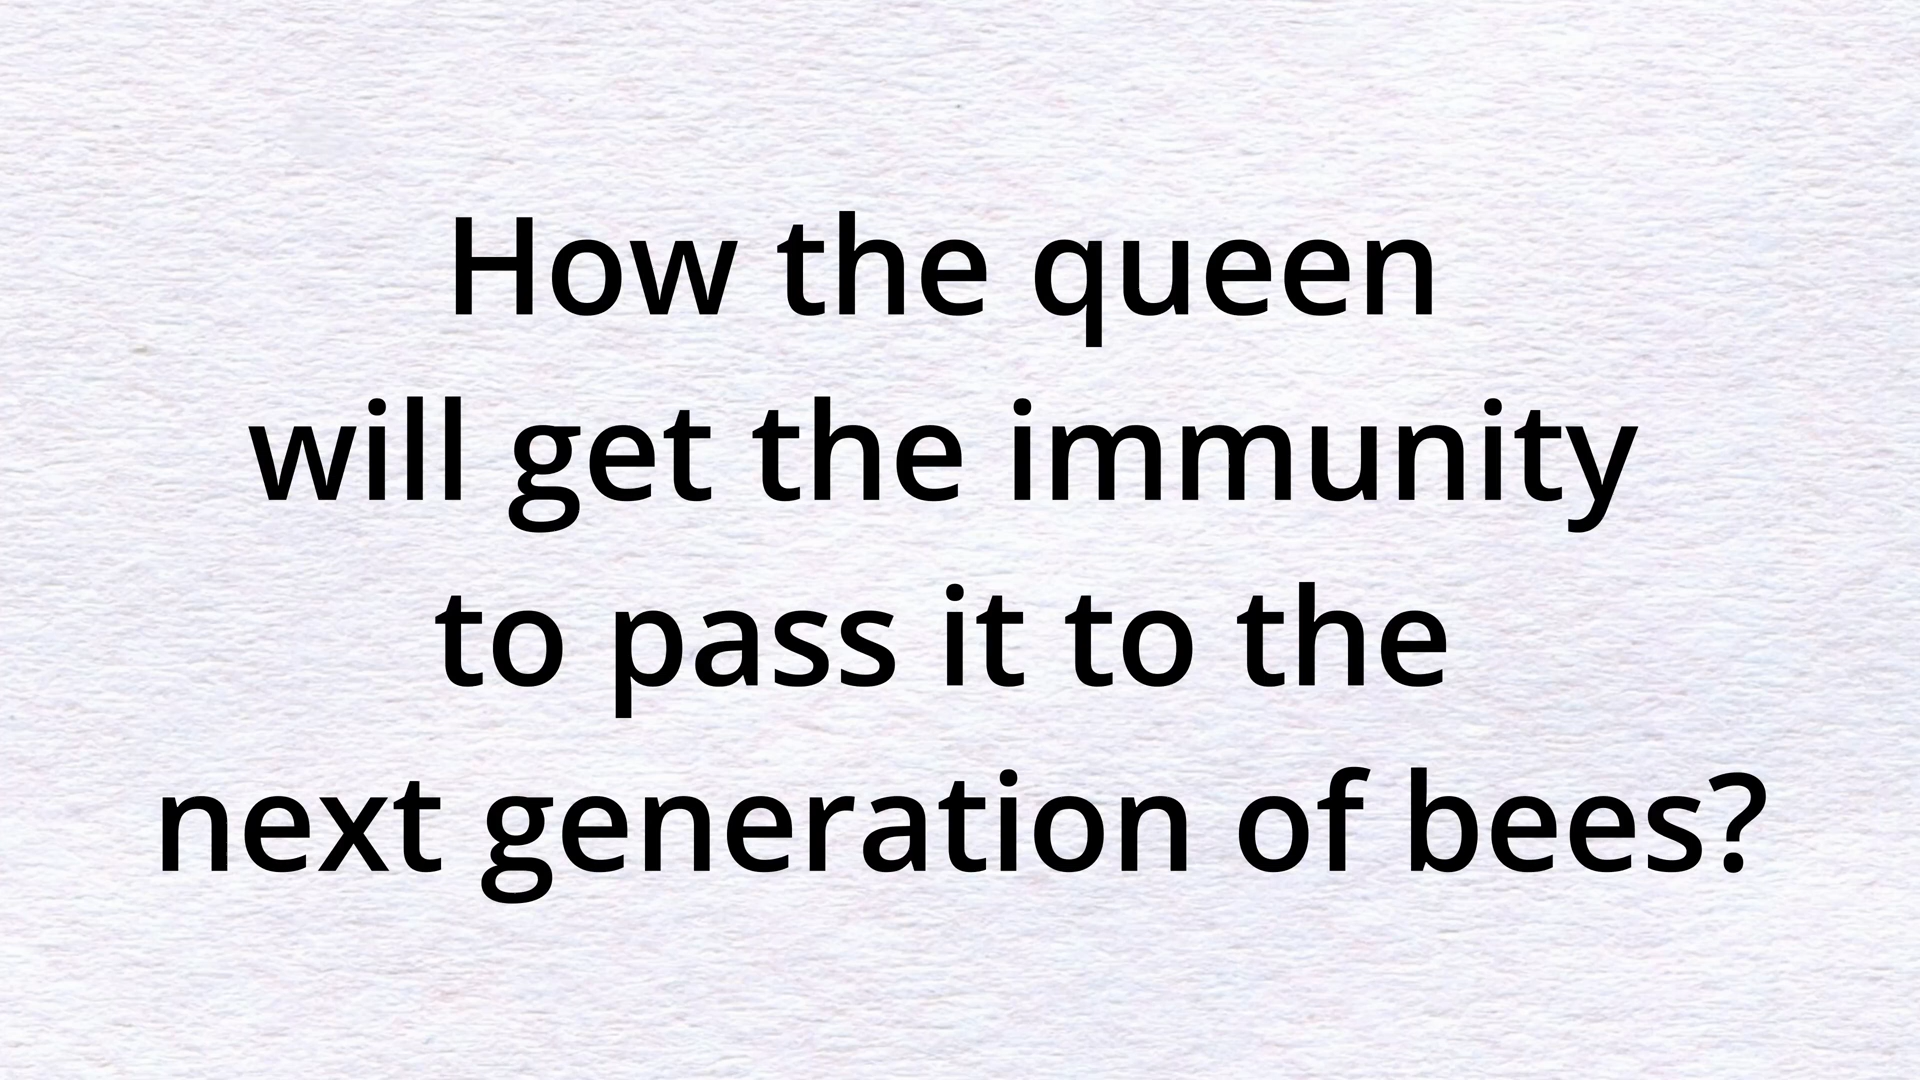 How the queen
will get the immunity
to pass it to the
next generation of bees?